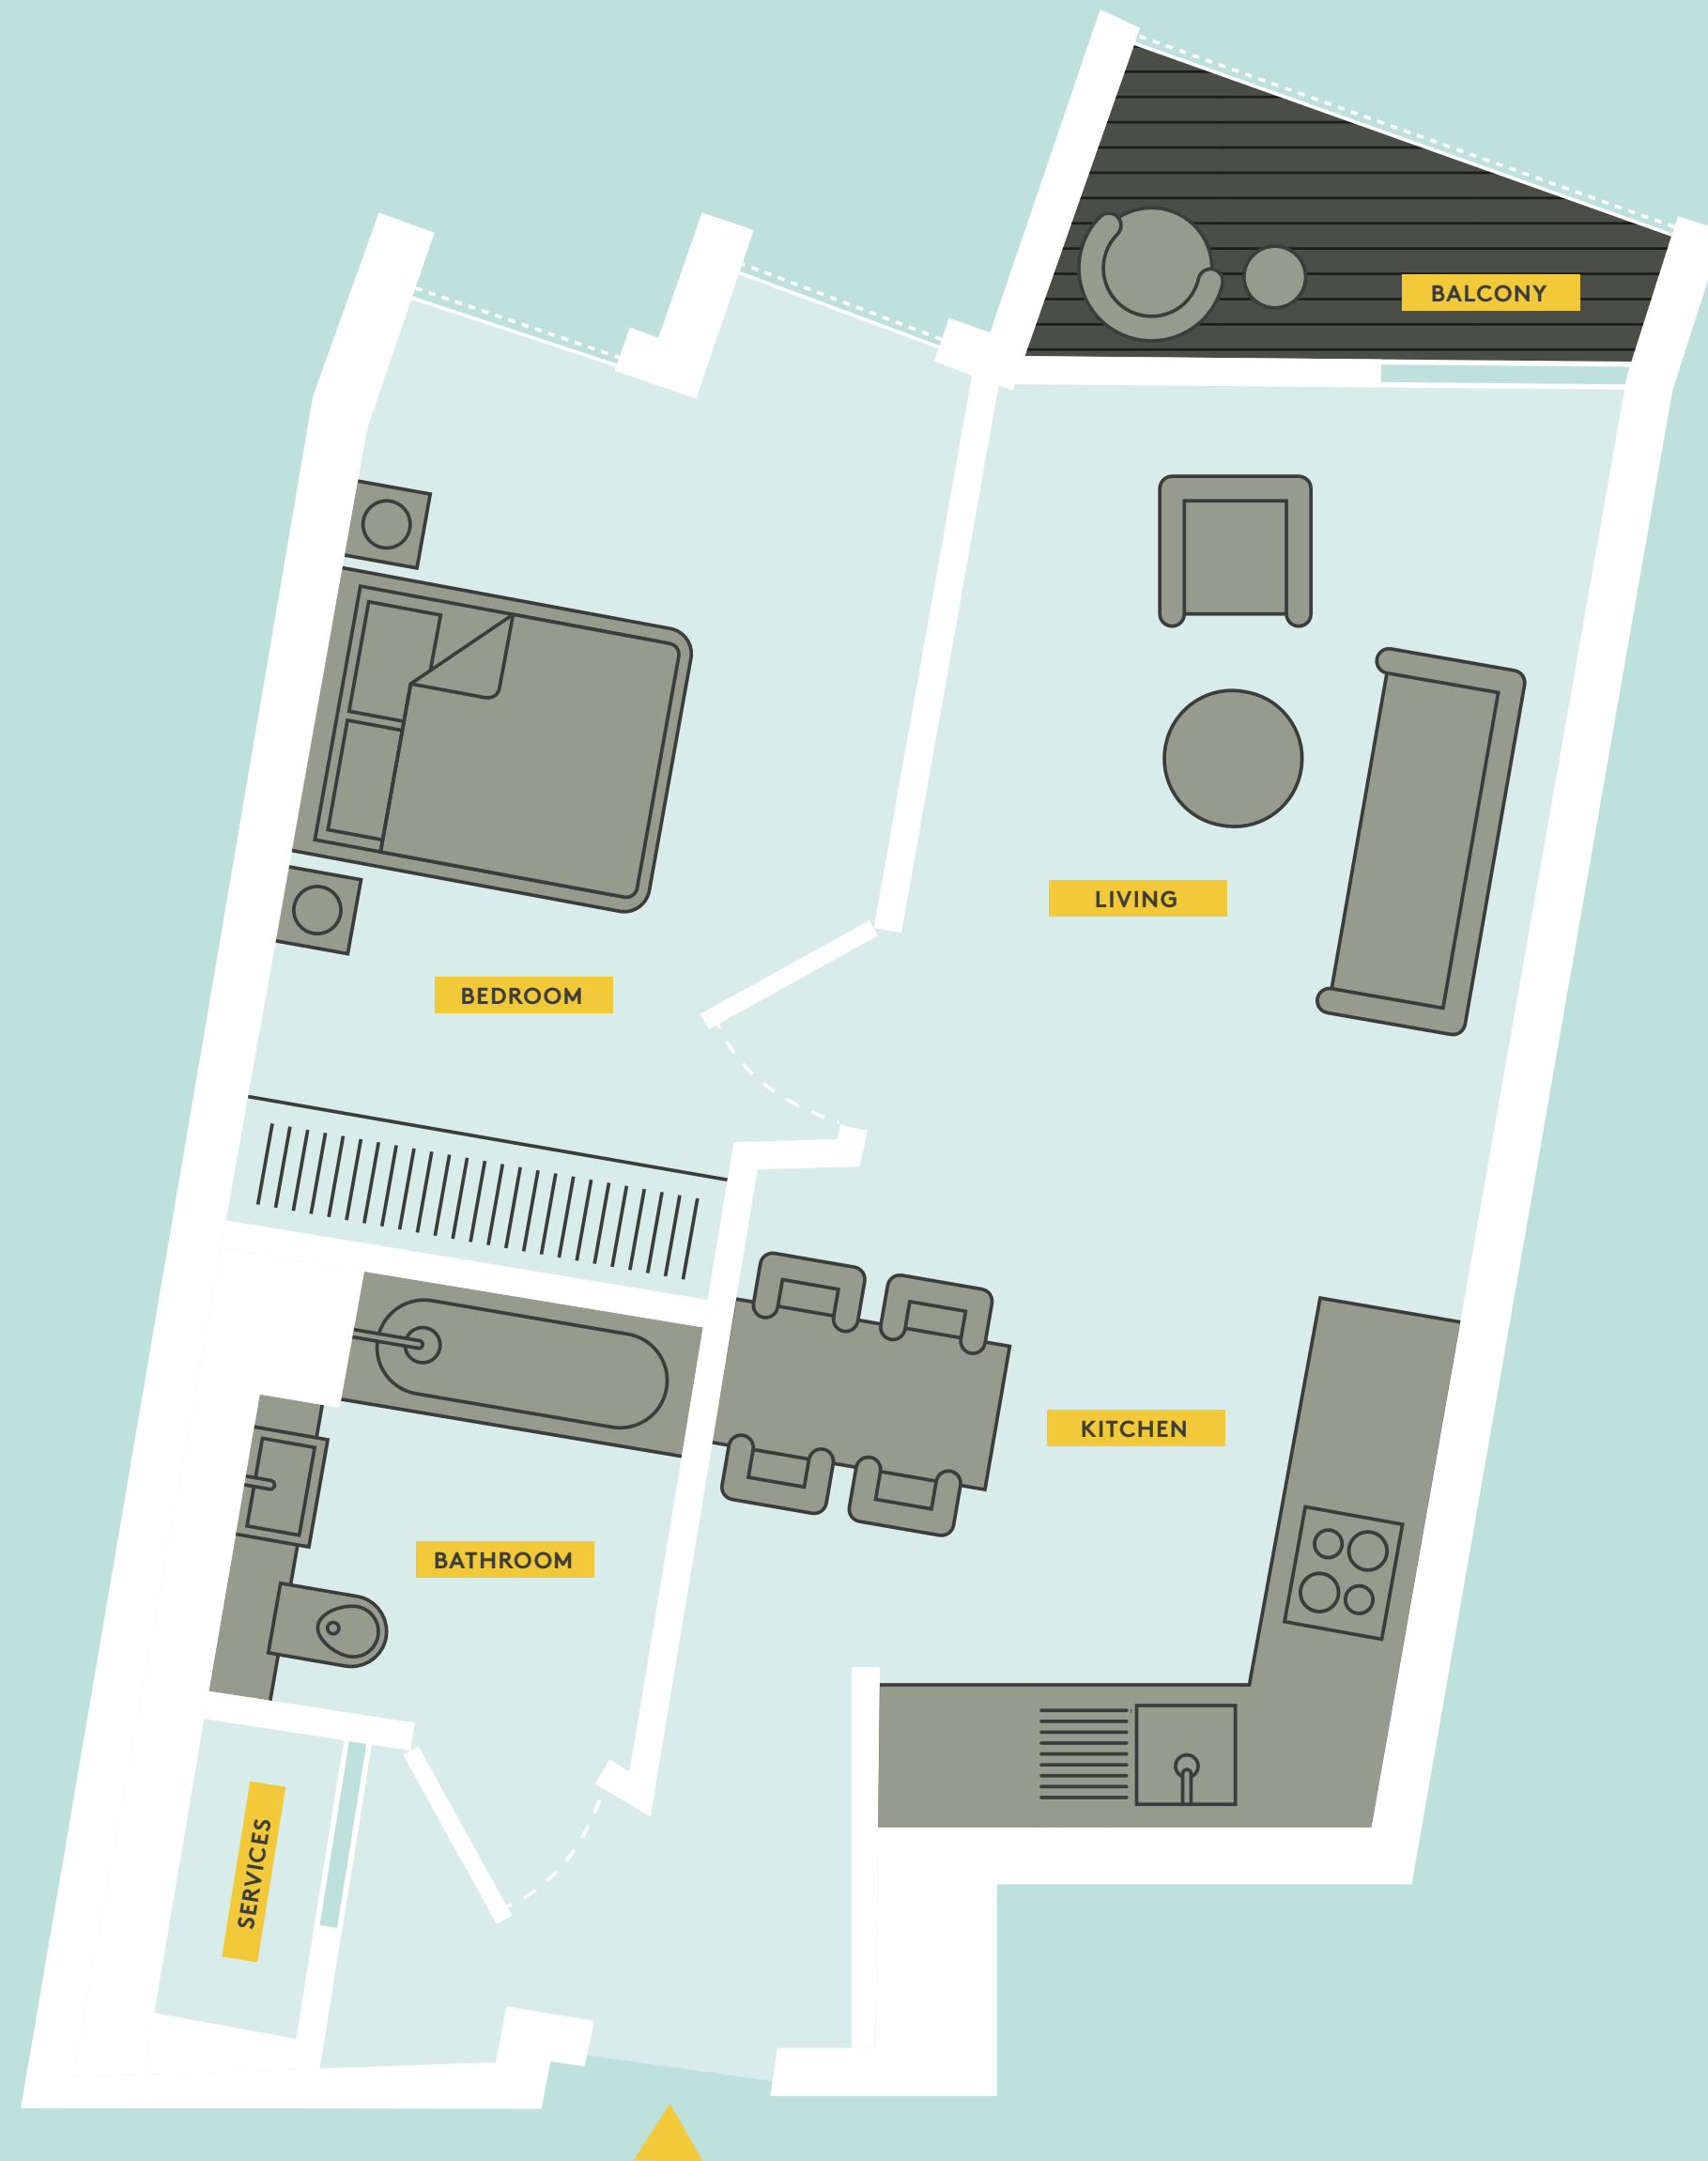 BALCONY
LIVING
BEDROOM
KITCHEN
BATHROOM
SERVICES